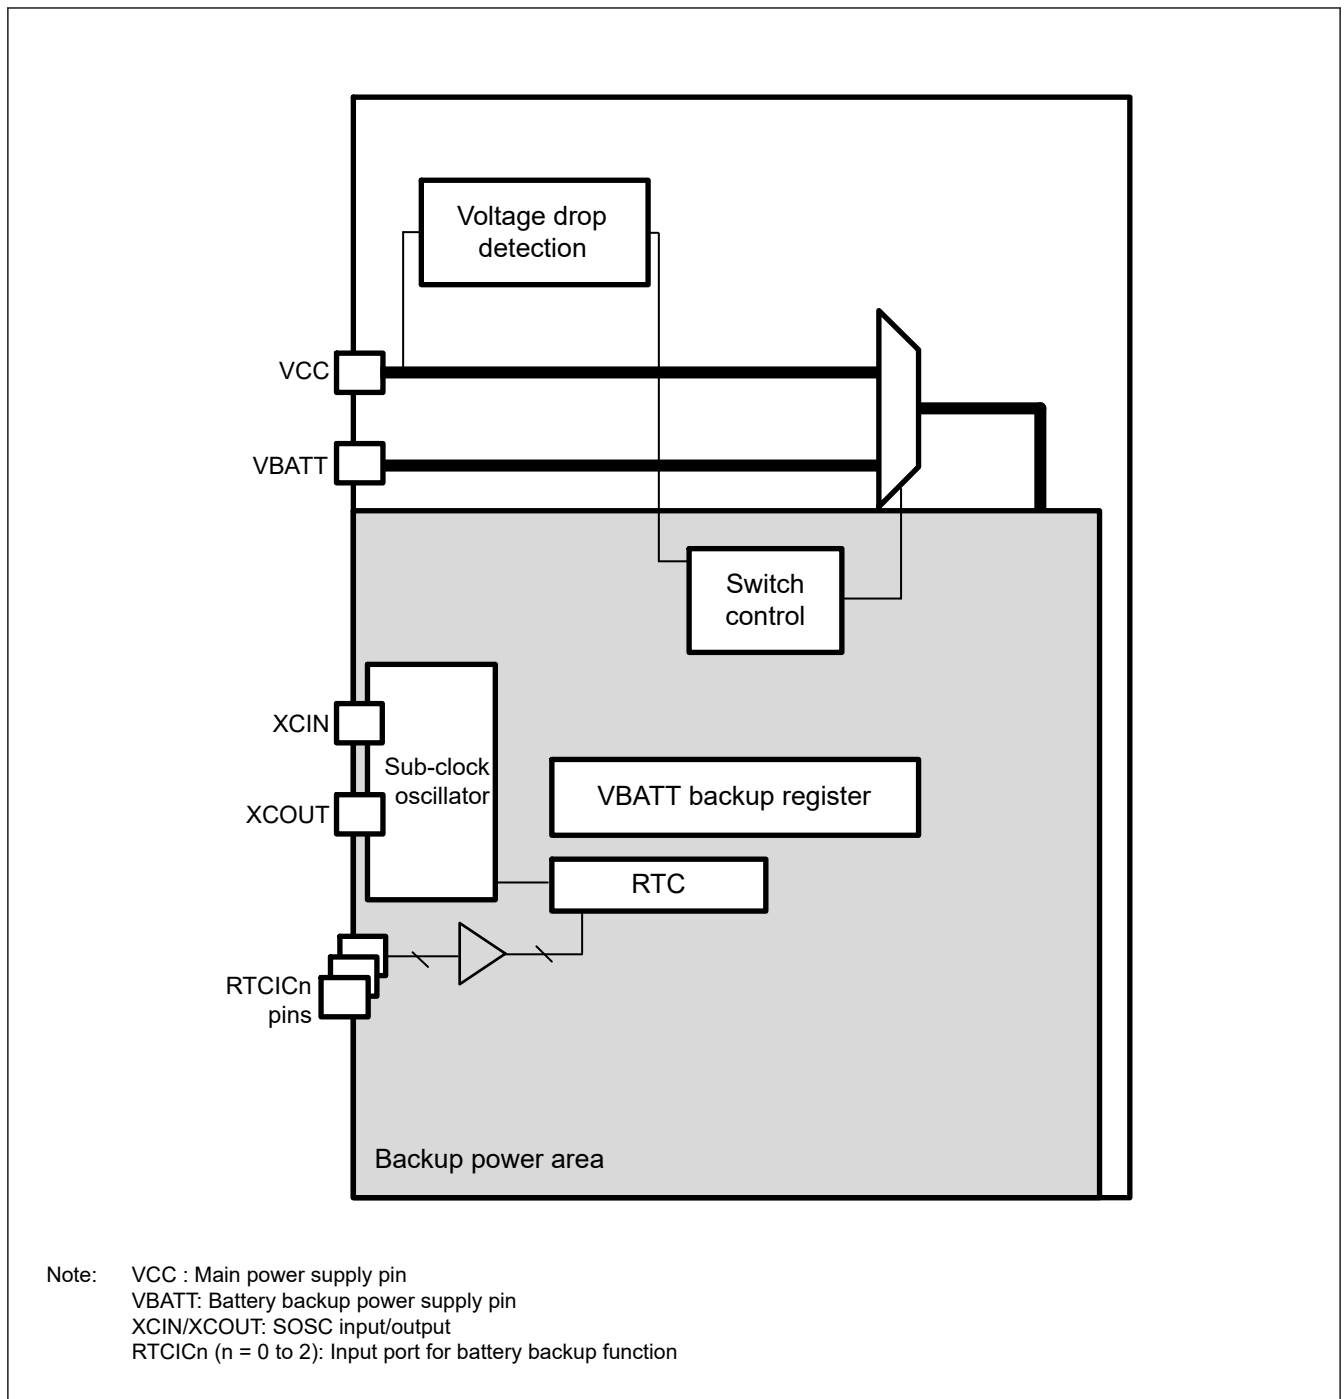 Voltage drop
detection
VCC
VBATT
Switch
control
XCIN
Sub-clock
oscillator
VBATT backup register
XCOUT
RTC
RTCICn
pins
Backup power area
Note: VCC : Main power supply pin
VBATT: Battery backup power supply pin
XCIN/XCOUT: SOSC input/output
RTCICn (n = 0 to 2): Input port for battery backup function